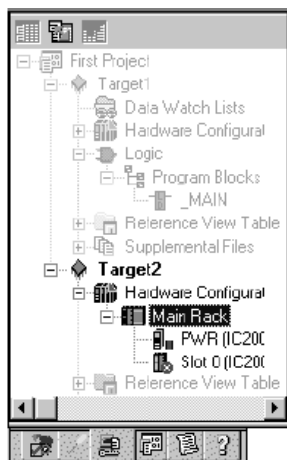 First Project
Target1
Data Watch Lists
Hardware Configurat
Logic
Program Blocks
_MAIN
Reference View Table
Supplemental Files
Target2
Hardware Configurat
Main Rack
PWR (IC200
Slot 0 (IC200
Reference View Table